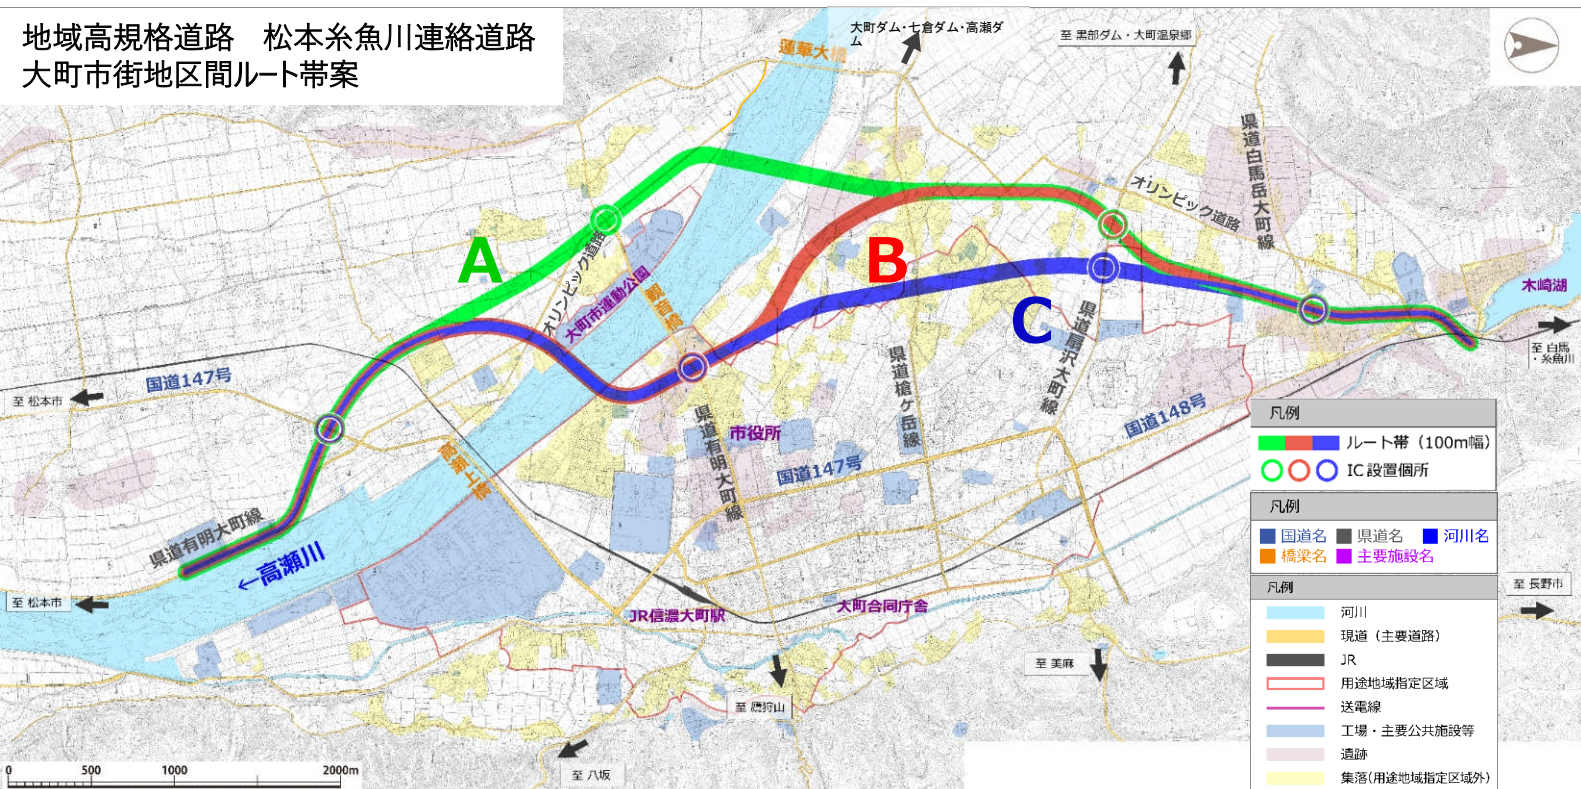 地域高規格道路　松本糸魚川連絡道路
大町市街地区間ルート帯案
大町ダム・七倉ダム・高瀬ダ
ム
至 黒部ダム・大町温泉郷
蓮華大橋
県道白馬岳大町線
オリンピック道路
オリンピック道路
A
B
C
大町市運動公園
観音橋
木崎湖
至 白馬
・糸魚川
国道147号
至 松本市
県道扇沢大町線
県道槍ケ岳線
国道148号
市役所
県道有明大町線
国道147号
高瀬上橋
県道有明大町線
←高瀬川
至 松本市
JR信濃大町駅
大町合同庁舎
至 長野市
至 美麻
至 鷹狩山
至 八坂
0 500 1000 2000m
凡例
ルート帯（100m幅）
IC設置個所
凡例
国道名 県道名 河川名
橋梁名 主要施設名
凡例
河川
現道（主要道路）
JR
用途地域指定区域
送電線
工場・主要公共施設等
遺跡
集落(用途地域指定区域外)